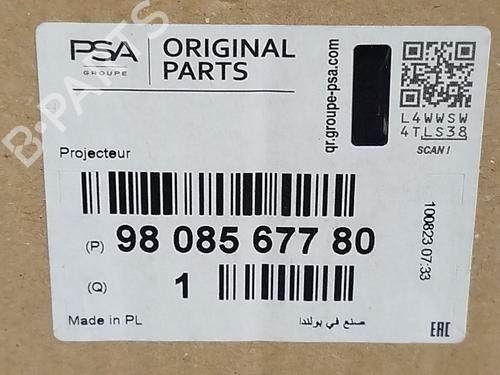 PSA
GROUPE
ORIGINAL
PARTS
qr.groupe-psa.com
L4WWSW
4TLS38
SCAN !
Projecteur
(P) 98 085 677 80
(Q) 1
100823 07:33
Made in PL
صنع في بولندا
EAC
B-PARTS